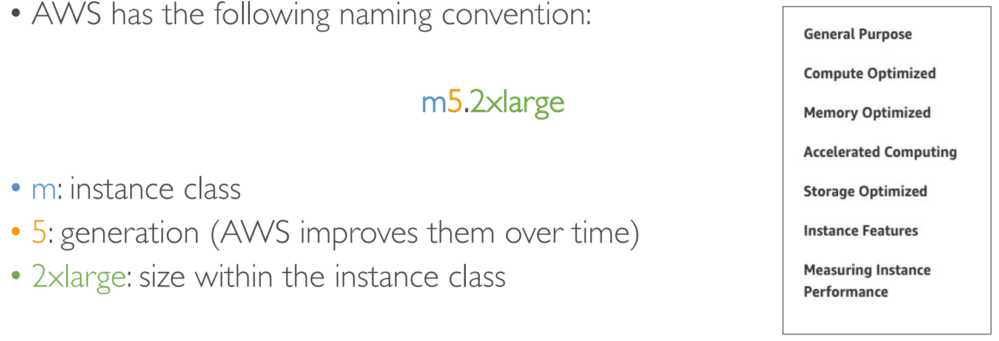 • AWS has the following naming convention:
m5.2xlarge
• m: instance class
• 5: generation (AWS improves them over time)
• 2xlarge: size within the instance class
General Purpose
Compute Optimized
Memory Optimized
Accelerated Computing
Storage Optimized
Instance Features
Measuring Instance
Performance